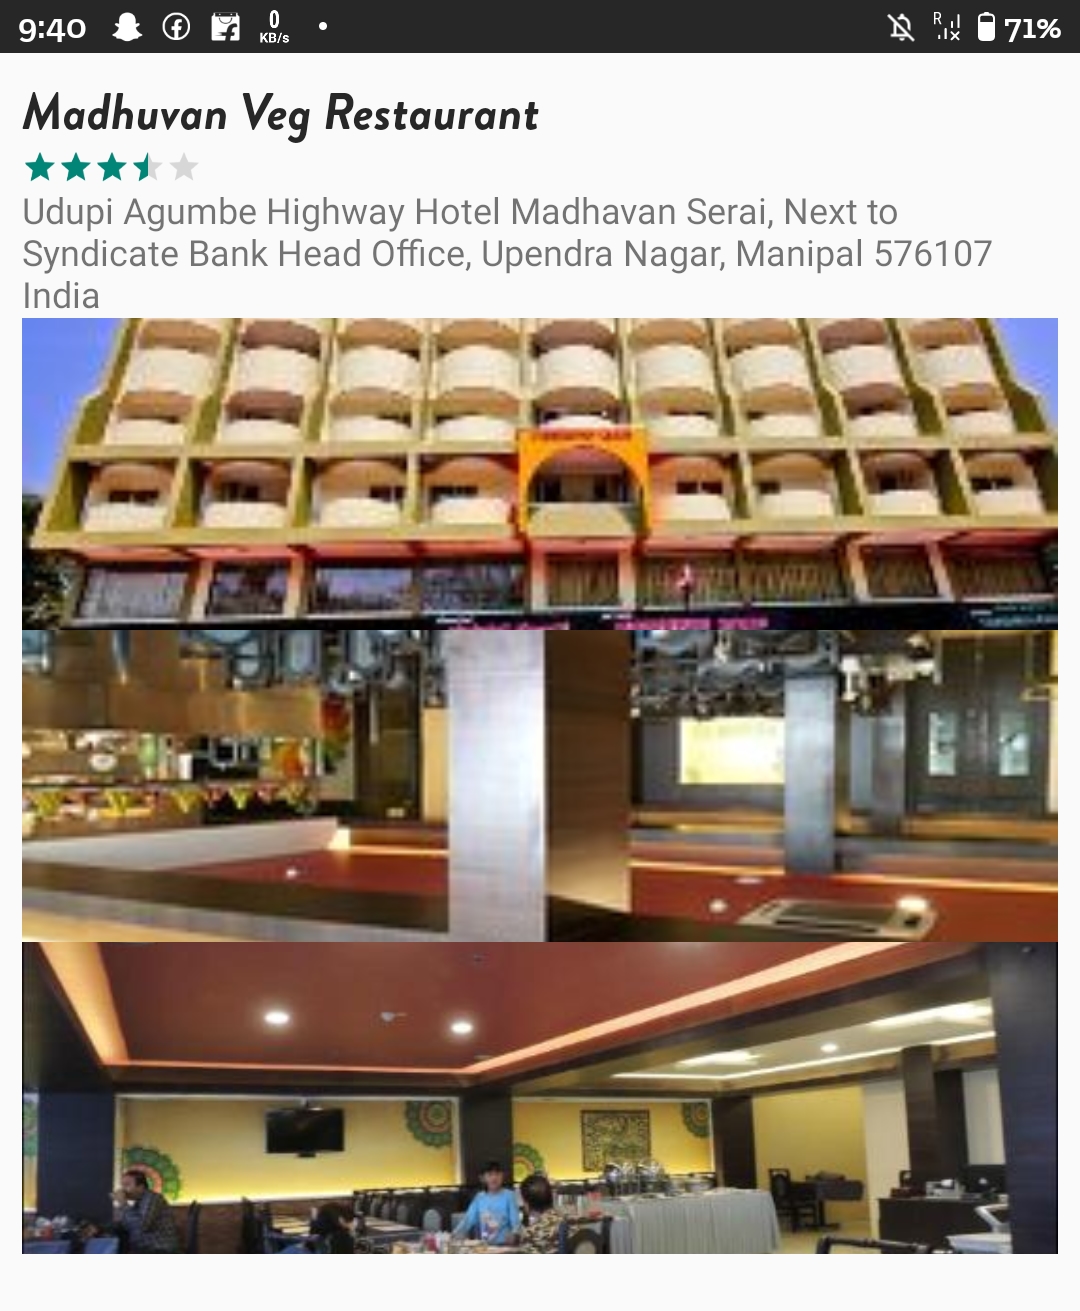 9:40
0
KB/s
R
71%
Madhuvan Veg Restaurant
Udupi Agumbe Highway Hotel Madhavan Serai, Next to
Syndicate Bank Head Office, Upendra Nagar, Manipal 576107
India